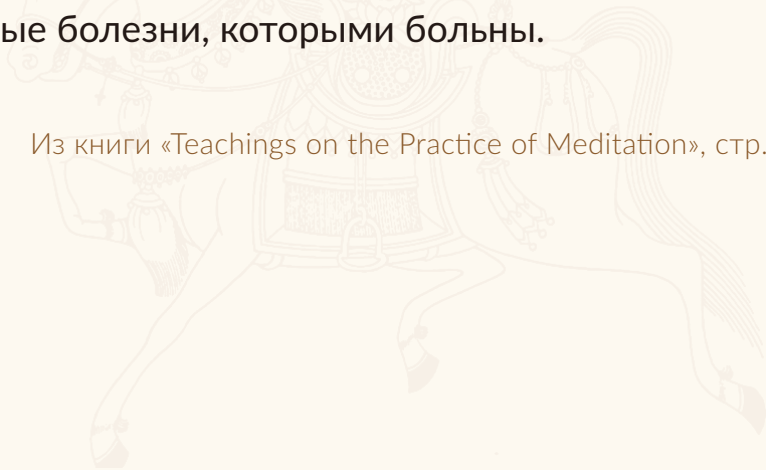 ые болезни, которыми больны.
Из книги «Teachings on the Practice of Meditation», стр.